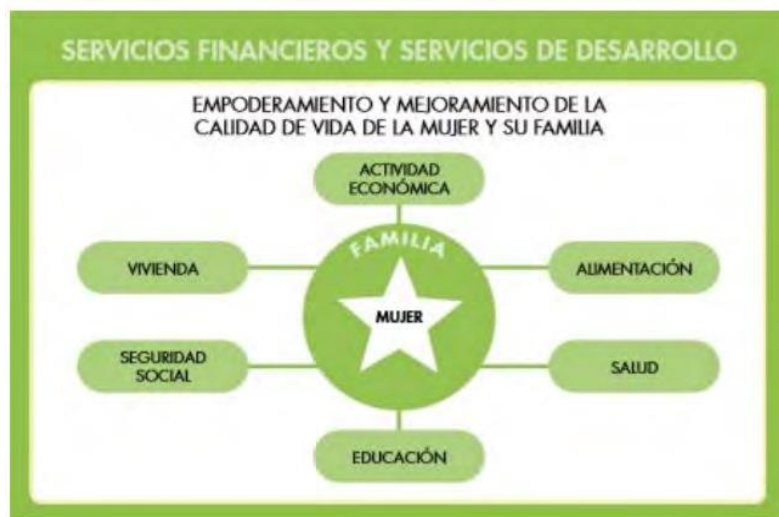 SERVICIOS FINANCIEROS Y SERVICIOS DE DESARROLLO
EMPODERAMIENTO Y MEJORAMIENTO DE LA
CALIDAD DE VIDA DE LA MUJER Y SU FAMILIA
ACTIVIDAD
ECONÓMICA
FAMILIA
VIVIENDA
ALIMENTACIÓN
MUJER
SEGURIDAD
SOCIAL
SALUD
EDUCACIÓN